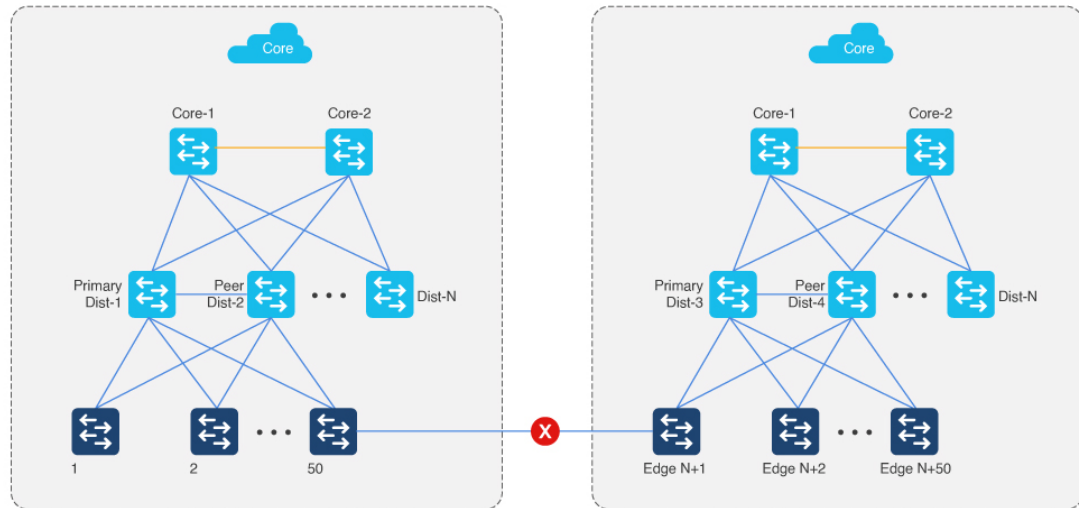 Core
Core-1
Core-2
Primary
Dist-1
Peer
Dist-2
Dist-N
1
2
50
X
Core
Core-1
Core-2
Primary
Dist-3
Peer
Dist-4
Dist-N
Edge N+1
Edge N+2
Edge N+50